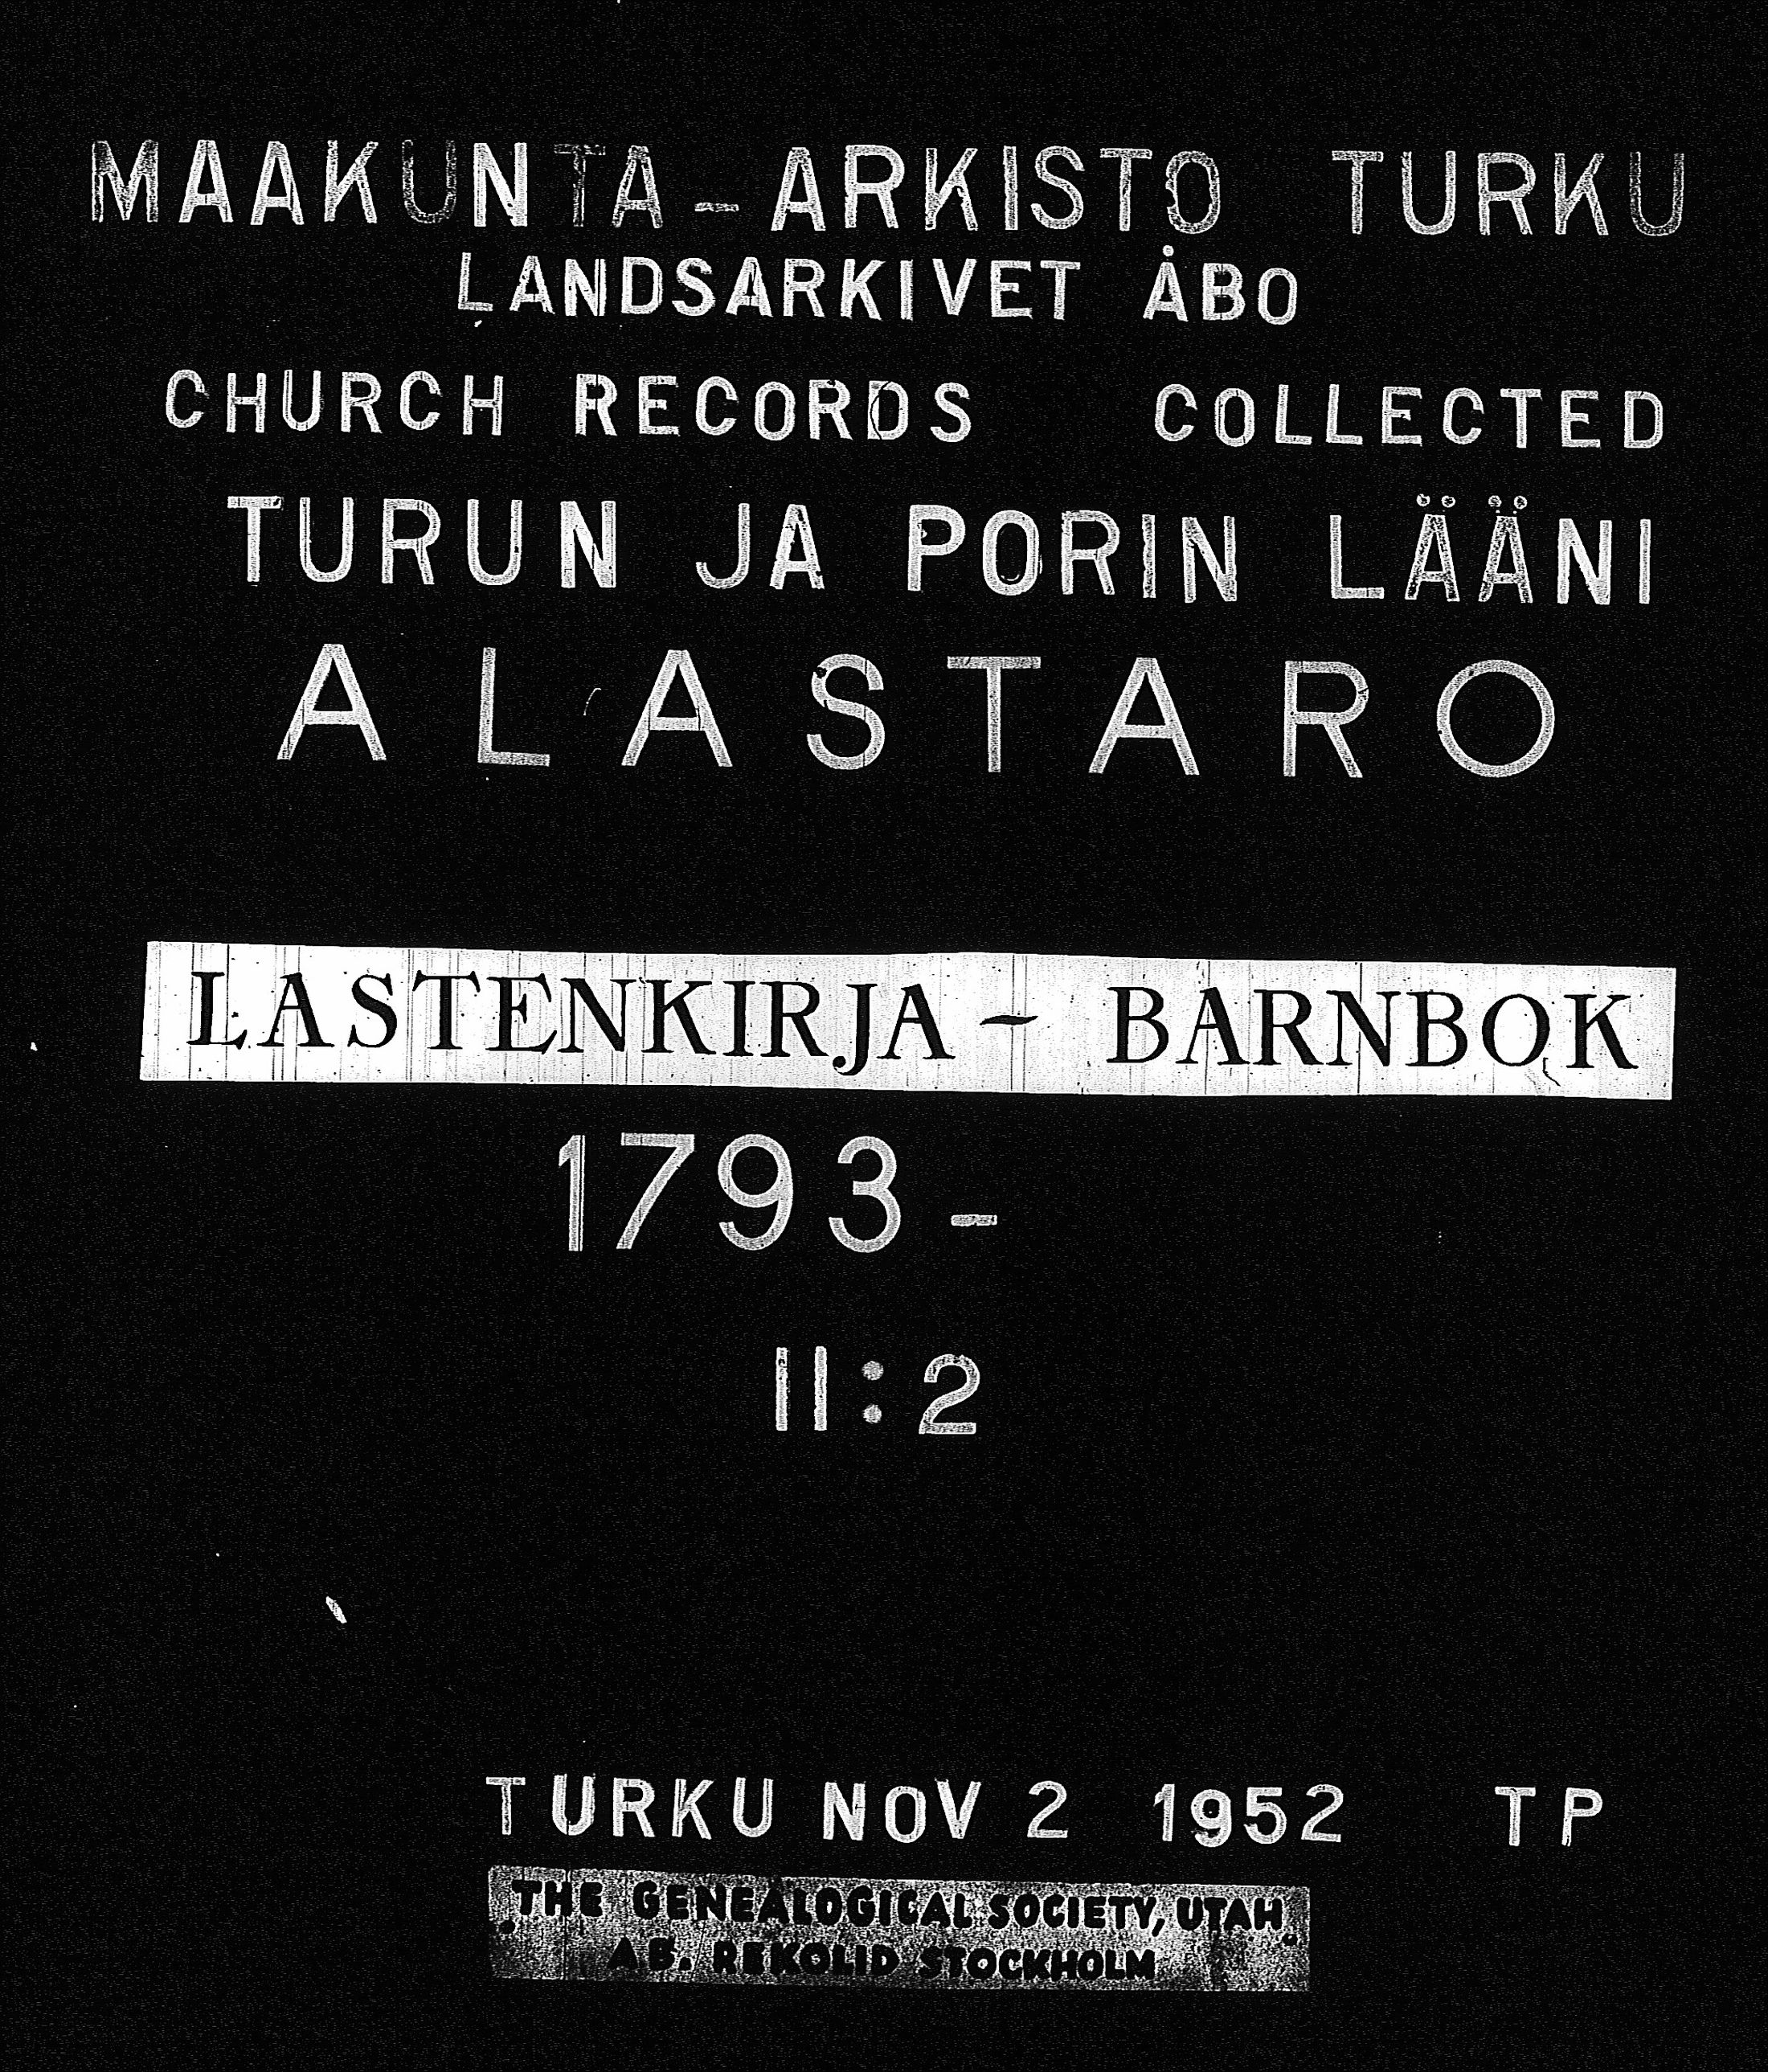 MAAKUNTA-ARKISTO TURKU
LANDSARKIVET ÅBO
CHURCH RECORDS COLLECTED
TURUN JA PORIN LÄÄNI
ALASTARO
LASTENKIRJA - BARNBOK
1793-
II:2
TURKU NOV 2 1952 TP
THE GENEALOGICAL SOCIETY, UTAH
AB. REKOLID STOCKHOLM